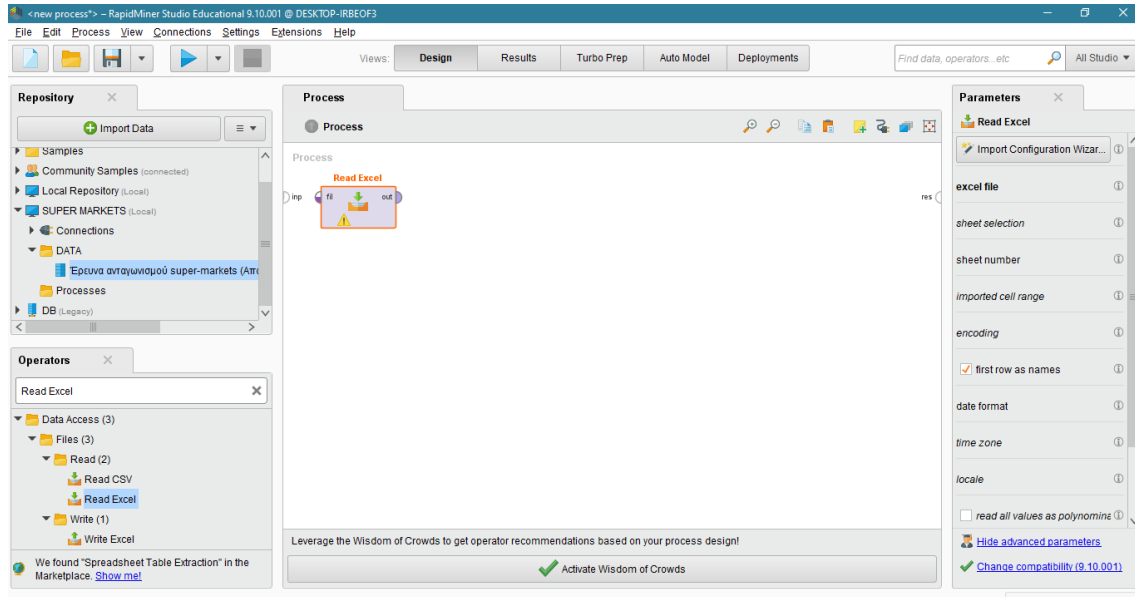 <new process*> – RapidMiner Studio Educational 9.10.001 @ DESKTOP-IRBEOF3
File Edit Process View Connections Settings Extensions Help
Views: Design Results Turbo Prep Auto Model Deployments
Find data, operators...etc
All Studio
Repository
Import Data
Samples
Community Samples (connected)
Local Repository (Local)
SUPER MARKETS (Local)
Connections
DATA
Έρευνα ανταγωνισμού super-markets (Απο
Processes
DB (Legacy)
Operators
Read Excel
Data Access (3)
Files (3)
Read (2)
Read CSV
Read Excel
Write (1)
Write Excel
We found "Spreadsheet Table Extraction" in the
Marketplace. Show me!
Process
Process
Process
Read Excel
inp
fil
out
res
Leverage the Wisdom of Crowds to get operator recommendations based on your process design!
Activate Wisdom of Crowds
Parameters
Read Excel
Import Configuration Wizar...
excel file
sheet selection
sheet number
imported cell range
encoding
first row as names
date format
time zone
locale
read all values as polynomina
Hide advanced parameters
Change compatibility (9.10.001)